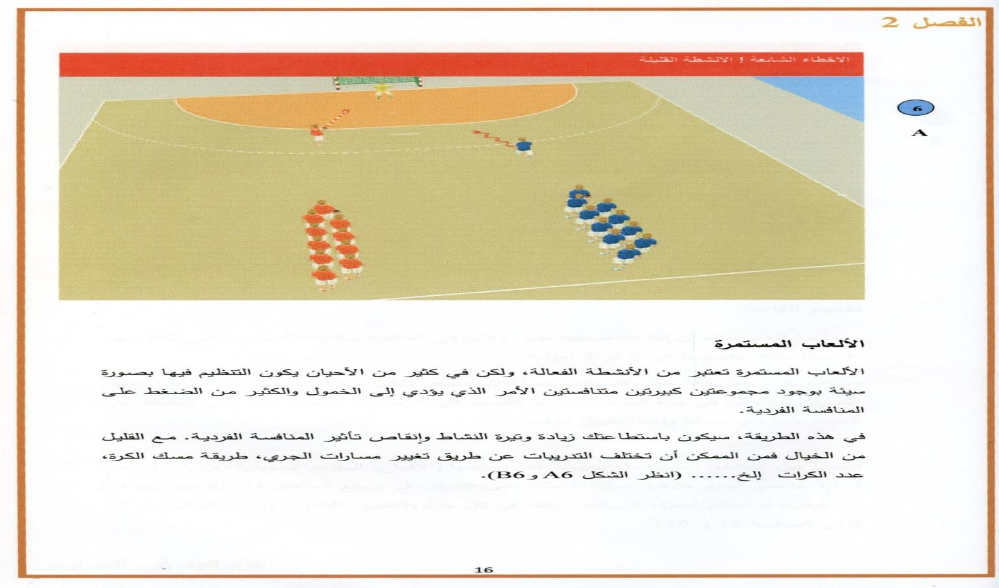 الفصل 2
الأخطاء الشائعة ! الأنشطة القليلة
6
A
الألعاب المستمرة
الألعاب المستمرة تعتبر من الأنشطة الفعالة، ولكن في كثير من الأحيان يكون التنظيم فيها بصورة
سيئة بوجود مجموعتين كبيرتين متنافستين الأمر الذي يؤدي إلى الخمول والكثير من الضغط على
المنافسة الفردية.
في هذه الطريقة، سيكون باستطاعتك زيادة وتيرة النشاط وإنقاص تأثير المنافسة الفردية. مع القليل
من الخيال فمن الممكن أن تختلف التدريبات عن طريق تغيير مسارات الجري، طريقة مسك الكرة،
عدد الكرات إلخ...... (انظر الشكل A6 و B6).
16